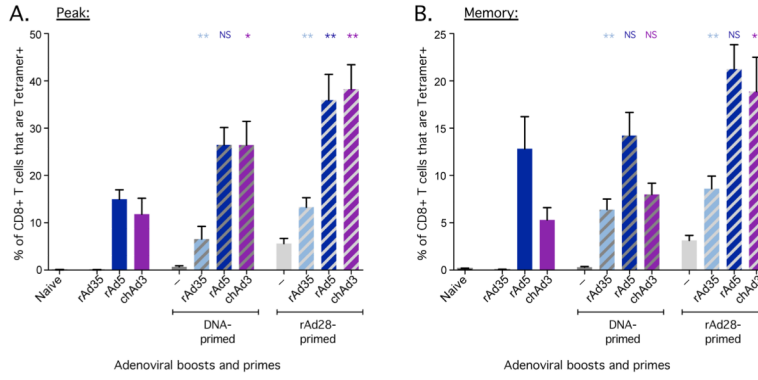 A.
Peak:
% of CD8+ T cells that are Tetramer+
50
40
30
20
10
0
** NS * ** ** **
Naive rAd35 rAd5 chAd3 – rAd35 rAd5 chAd3 – rAd35 rAd5 chAd3
DNA-
primed
rAd28-
primed
Adenoviral boosts and primes
B.
Memory:
% of CD8+ T cells that are Tetramer+
25
20
15
10
5
0
** NS NS ** NS
Naive rAd35 rAd5 chAd3 – rAd35 rAd5 chAd3 – rAd35 rAd5
DNA-
primed
rAd28-
primed
Adenoviral boosts and primes